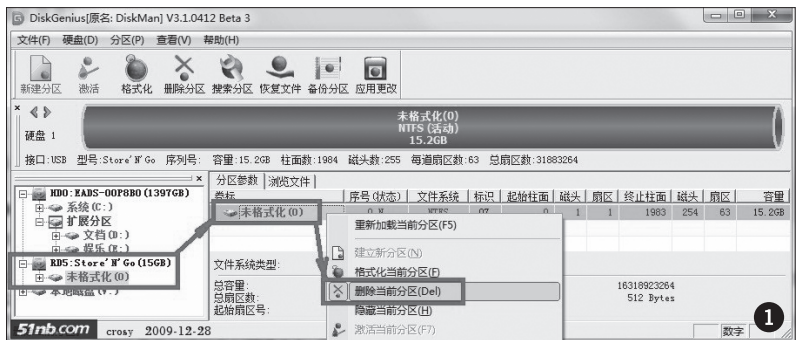 DiskGenius[原名: DiskMan] V3.1.0412 Beta 3
文件(F) 硬盘(D) 分区(P) 查看(V) 帮助(H)
新建分区 激活 格式化 删除分区 搜索分区 恢复文件 备份分区 应用更改
未格式化(0)
NTFS (活动)
15.2GB
硬盘 1
接口:USB 型号:Store'N'Go 序列号: 容量:15.2GB 柱面数:1984 磁头数:255 每道扇区数:63 总扇区数:31883264
HD0:EADS-00P8B0(1397GB)
系统(C:)
扩展分区
文档(D:)
娱乐(E:)
RD5:Store'N'Go(15GB)
未格式化(0)
本地磁盘(V:)
分区参数 浏览文件
卷标 序号(状态) 文件系统 标识 起始柱面 磁头 扇区 终止柱面 磁头 扇区 容量
未格式化(0) NTFS 07 0 1 1 1983 254 63 15.2GB
重新加载当前分区(F5)
建立新分区(N)
格式化当前分区(F)
删除当前分区(Del)
隐藏当前分区(H)
激活当前分区(F7)
文件系统类型:
总容量: 16318923264
总扇区数: 512 Bytes
起始扇区号:
数字
51nb.com crosy 2009-12-28
1